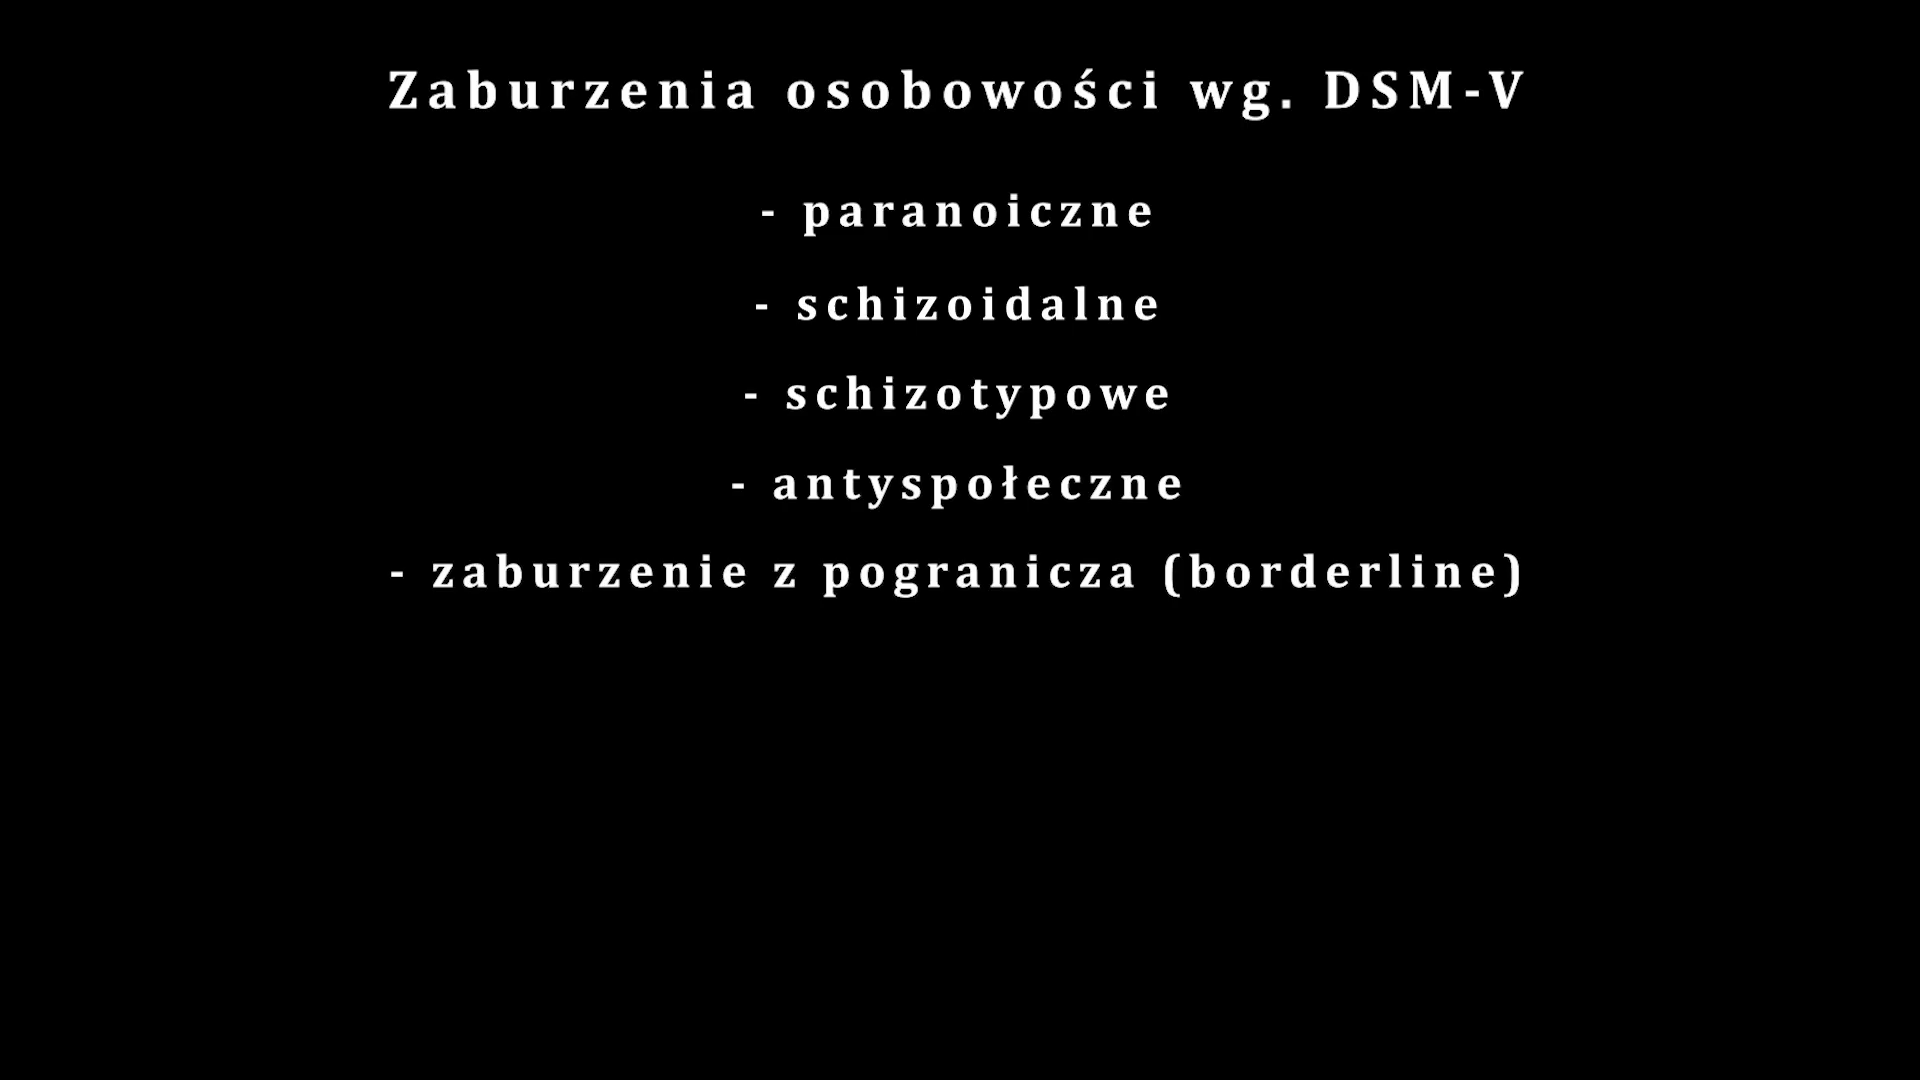 Zaburzenia osobowości wg. DSM-V
- paranoiczne
- schizoidalne
- schizotypowe
- antyspołeczne
- zaburzenie z pogranicza (borderline)